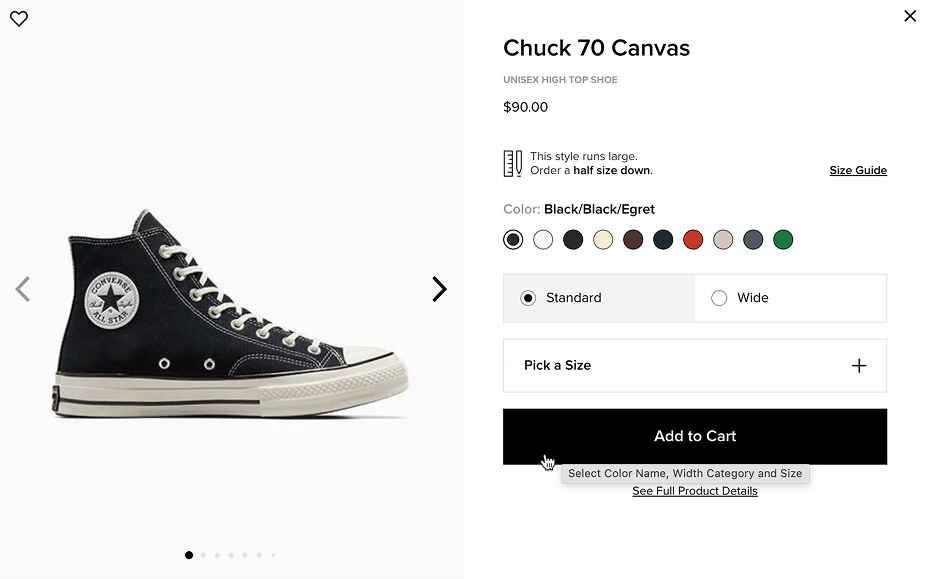 Chuck 70 Canvas
UNISEX HIGH TOP SHOE
$90.00
This style runs large.
Order a half size down.
Size Guide
Color: Black/Black/Egret
Standard
Wide
Pick a Size
Add to Cart
Select Color Name, Width Category and Size
See Full Product Details
CONVERSE
ALL STAR